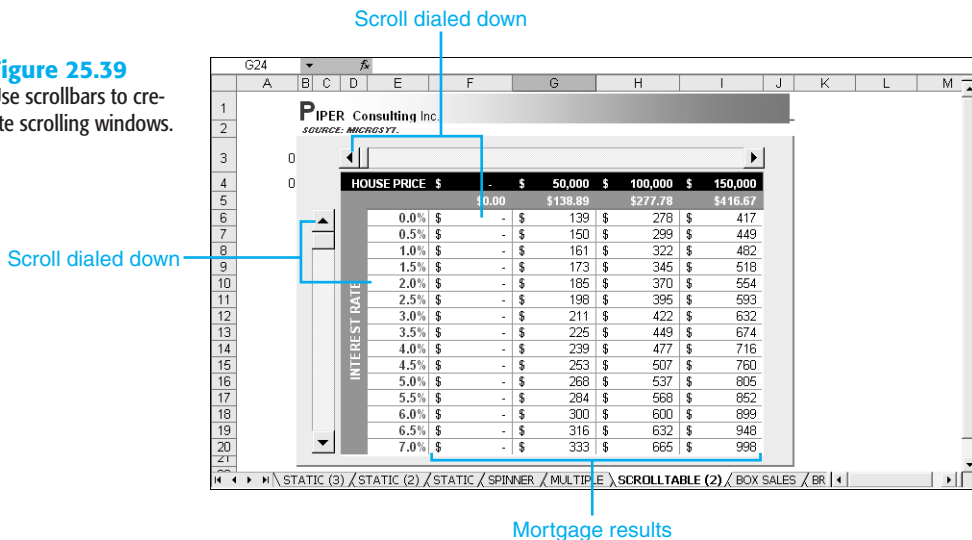 Scroll dialed down
igure 25.39
se scrollbars to cre-
te scrolling windows.
G24 fx
A B C D E F G H I J K L M
1 PIPER Consulting Inc.
2 SOURCE: MICROSYT.
3 0
4 0 HOUSE PRICE $ - $ 50,000 $ 100,000 $ 150,000
5 $0.00 $138.89 $277.78 $416.67
6 0.0% $ - $ 139 $ 278 $ 417
7 0.5% $ - $ 150 $ 299 $ 449
8 1.0% $ - $ 161 $ 322 $ 482
9 1.5% $ - $ 173 $ 345 $ 518
10 2.0% $ - $ 185 $ 370 $ 554
11 2.5% $ - $ 198 $ 395 $ 593
12 3.0% $ - $ 211 $ 422 $ 632
13 3.5% $ - $ 225 $ 449 $ 674
14 4.0% $ - $ 239 $ 477 $ 716
15 4.5% $ - $ 253 $ 507 $ 760
16 5.0% $ - $ 268 $ 537 $ 805
17 5.5% $ - $ 284 $ 568 $ 852
18 6.0% $ - $ 300 $ 600 $ 899
19 6.5% $ - $ 316 $ 632 $ 948
20 7.0% $ - $ 333 $ 665 $ 998
21
INTEREST RATE
Scroll dialed down
STATIC (3) STATIC (2) STATIC SPINNER MULTIPLE SCROLLTABLE (2) BOX SALES BR
Mortgage results